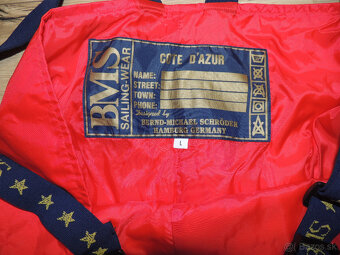 BMS
SAILING-WEAR
COTE D'AZUR
NAME:
STREET:
TOWN:
PHONE:
Designed by
BERND-MICHAEL SCHRÖDER
HAMBURG GERMANY
L